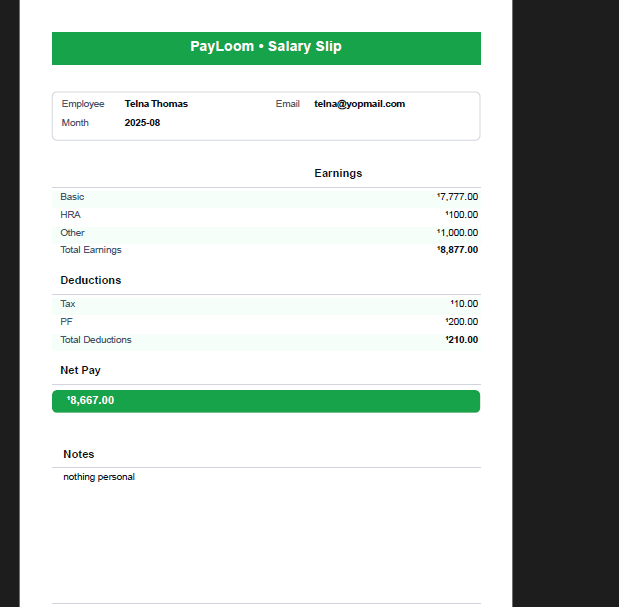 PayLoom • Salary Slip
Employee Telna Thomas Email telna@yopmail.com
Month 2025-08
Earnings
Basic ¹7,777.00
HRA ¹100.00
Other ¹1,000.00
Total Earnings ¹8,877.00
Deductions
Tax ¹10.00
PF ¹200.00
Total Deductions ¹210.00
Net Pay
¹8,667.00
Notes
nothing personal